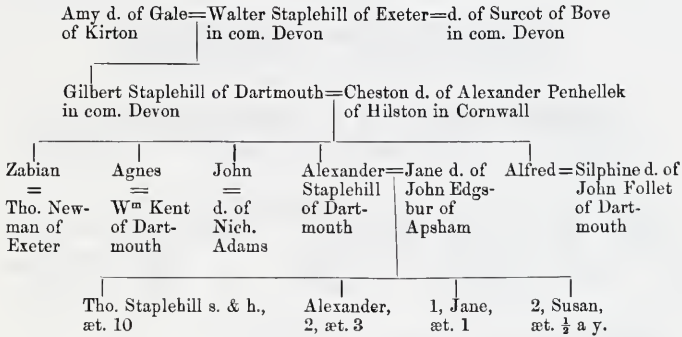 Amy d. of Gale=Walter Staplehill of Exeter=d. of Surcot of Bove
of Kirton in com. Devon in com. Devon
Gilbert Staplehill of Dartmouth=Cheston d. of Alexander Penhellek
in com. Devon of Hilston in Cornwall
Zabian
=
Tho. New-
man of
Exeter
Agnes
=
Wᵐ Kent
of Dart-
mouth
John
=
d. of
Nich.
Adams
Alexander=Jane d. of
Staplehill John Edgs-
of Dart- bur of
mouth Apsham
Alfred=Silphine d. of
John Follet
of Dart-
mouth
Tho. Staplehill s. & h.,
æt. 10
Alexander,
2, æt. 3
1, Jane,
æt. 1
2, Susan,
æt. ½ a y.